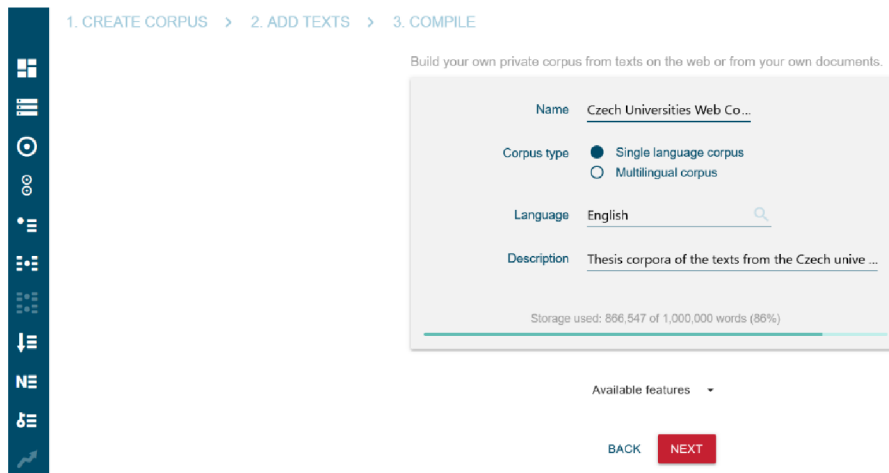 1. CREATE CORPUS > 2. ADD TEXTS > 3. COMPILE
Build your own private corpus from texts on the web or from your own documents.
Name Czech Universities Web Co...
Corpus type Single language corpus
Multilingual corpus
Language English
Description Thesis corpora of the texts from the Czech unive ...
Storage used: 866,547 of 1,000,000 words (86%)
Available features
BACK NEXT
N